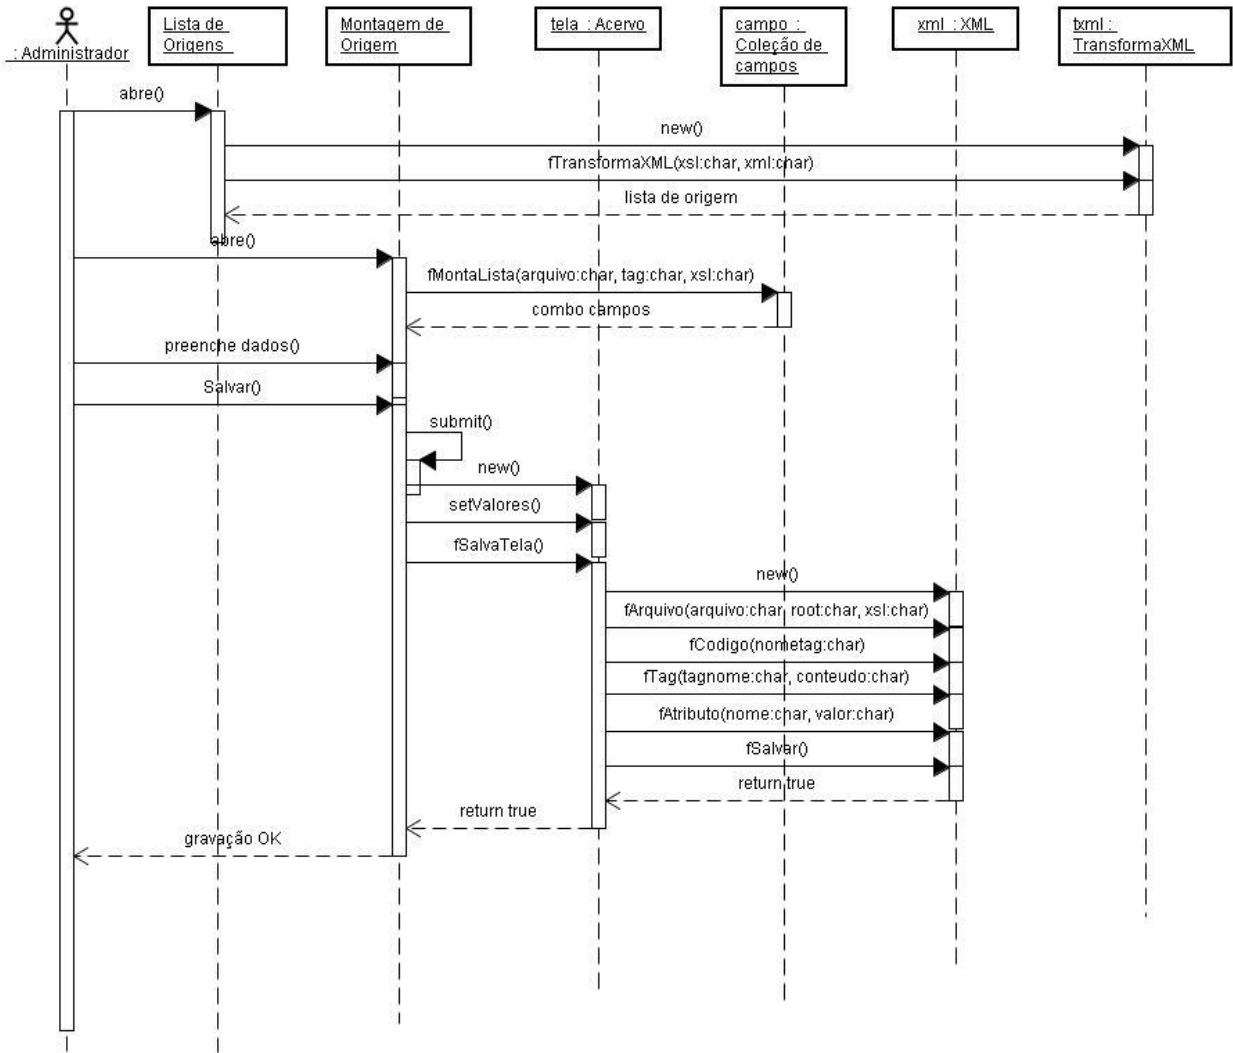 : Administrador
Lista de
Origens
Montagem de
Origem
tela : Acervo
campo :
Coleção de
campos
xml : XML
txml :
TransformaXML
abre()
new()
fTransformaXML(xsl:char, xml:char)
lista de origem
abre()
fMontaLista(arquivo:char, tag:char, xsl:char)
combo campos
preenche dados()
Salvar()
submit()
new()
setValores()
fSalvaTela()
new()
fArquivo(arquivo:char, root:char, xsl:char)
fCodigo(nometag:char)
fTag(tagnome:char, conteudo:char)
fAtributo(nome:char, valor:char)
fSalvar()
return true
return true
gravação OK